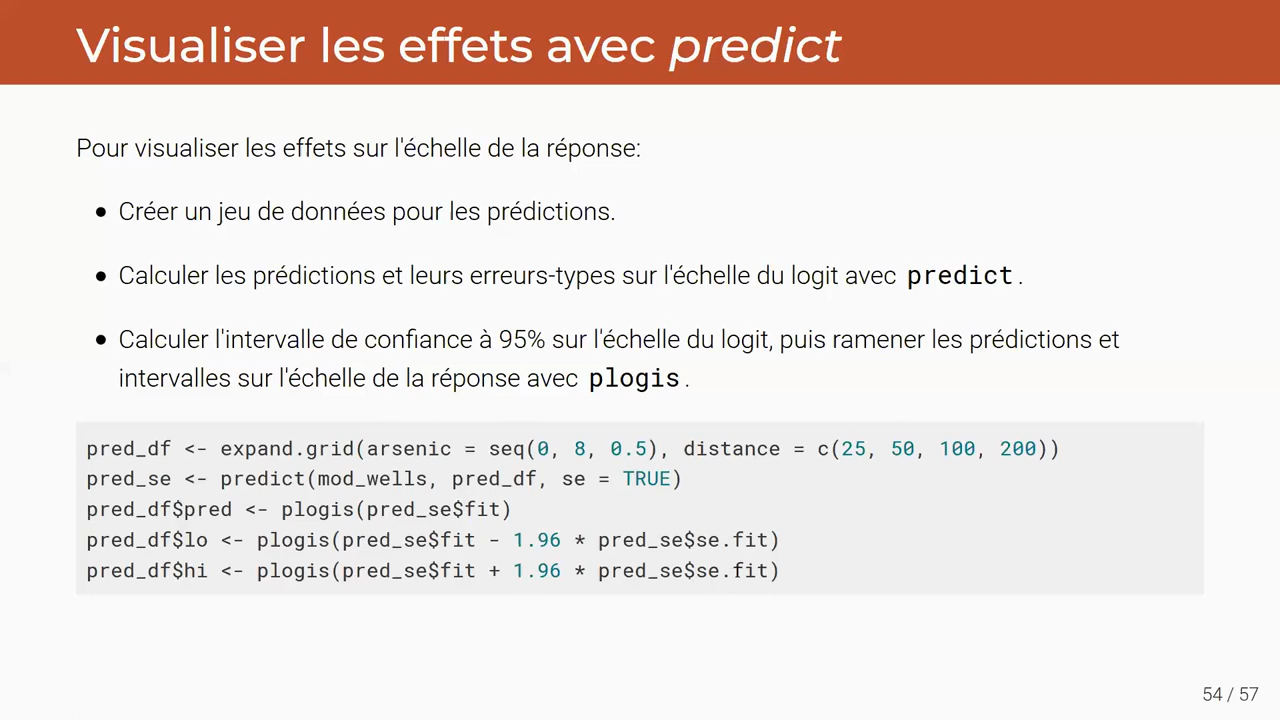 Visualiser les effets avec predict
Pour visualiser les effets sur l'échelle de la réponse:
• Créer un jeu de données pour les prédictions.
• Calculer les prédictions et leurs erreurs-types sur l'échelle du logit avec predict.
• Calculer l'intervalle de confiance à 95% sur l'échelle du logit, puis ramener les prédictions et
intervalles sur l'échelle de la réponse avec plogis.
pred_df <- expand.grid(arsenic = seq(0, 8, 0.5), distance = c(25, 50, 100, 200))
pred_se <- predict(mod_wells, pred_df, se = TRUE)
pred_df$pred <- plogis(pred_se$fit)
pred_df$lo <- plogis(pred_se$fit - 1.96 * pred_se$se.fit)
pred_df$hi <- plogis(pred_se$fit + 1.96 * pred_se$se.fit)
54 / 57